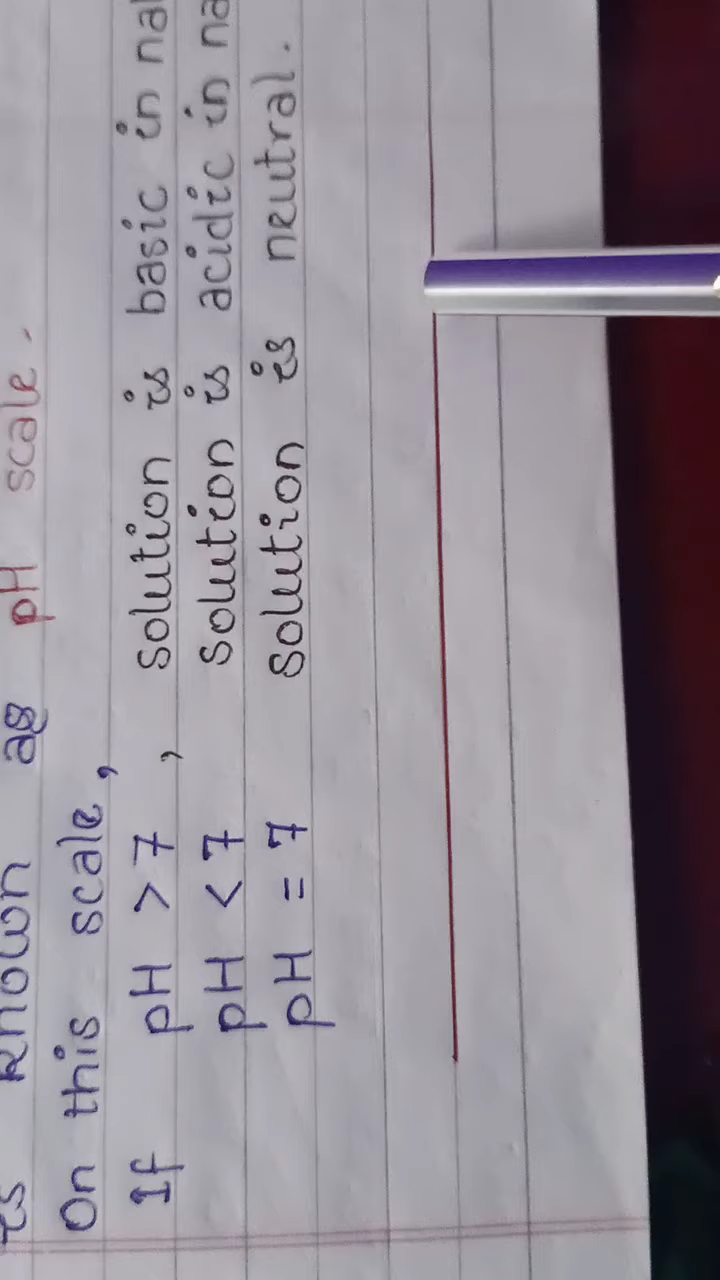 is known as pH scale.
On this scale,
If pH > 7 , solution is basic in
pH < 7 solution is acidic in
pH = 7 solution is neutral.